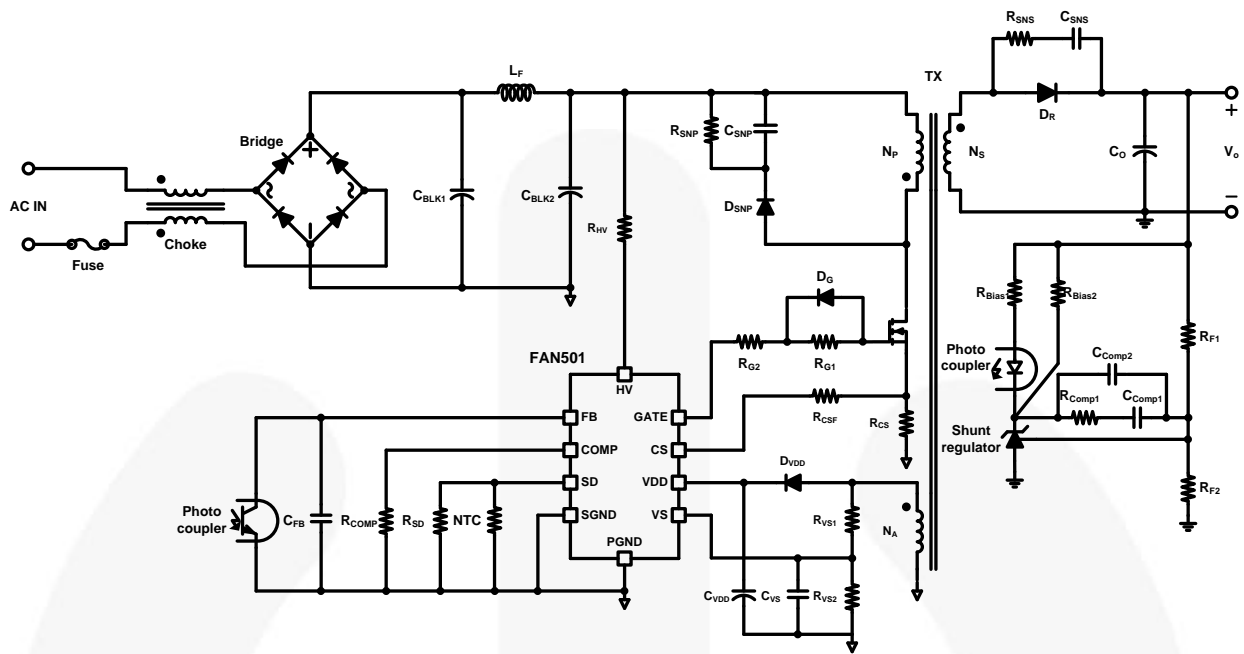 RSNS
CSNS
TX
LF
DR
RSNP
CSNP
NP
NS
CO
+
Vo
−
Bridge
AC IN
Choke
Fuse
CBLK1
CBLK2
RHV
DSNP
DG
RG2
RG1
RBias1
RBias2
RF1
Photo
coupler
CComp2
RComp1
CComp1
Shunt
regulator
RF2
FAN501
HV
FB
GATE
COMP
CS
SD
VDD
SGND
VS
PGND
RCSF
RCS
DVDD
RVS1
NA
CVDD
CVS
RVS2
Photo
coupler
CFB
RCOMP
RSD
NTC